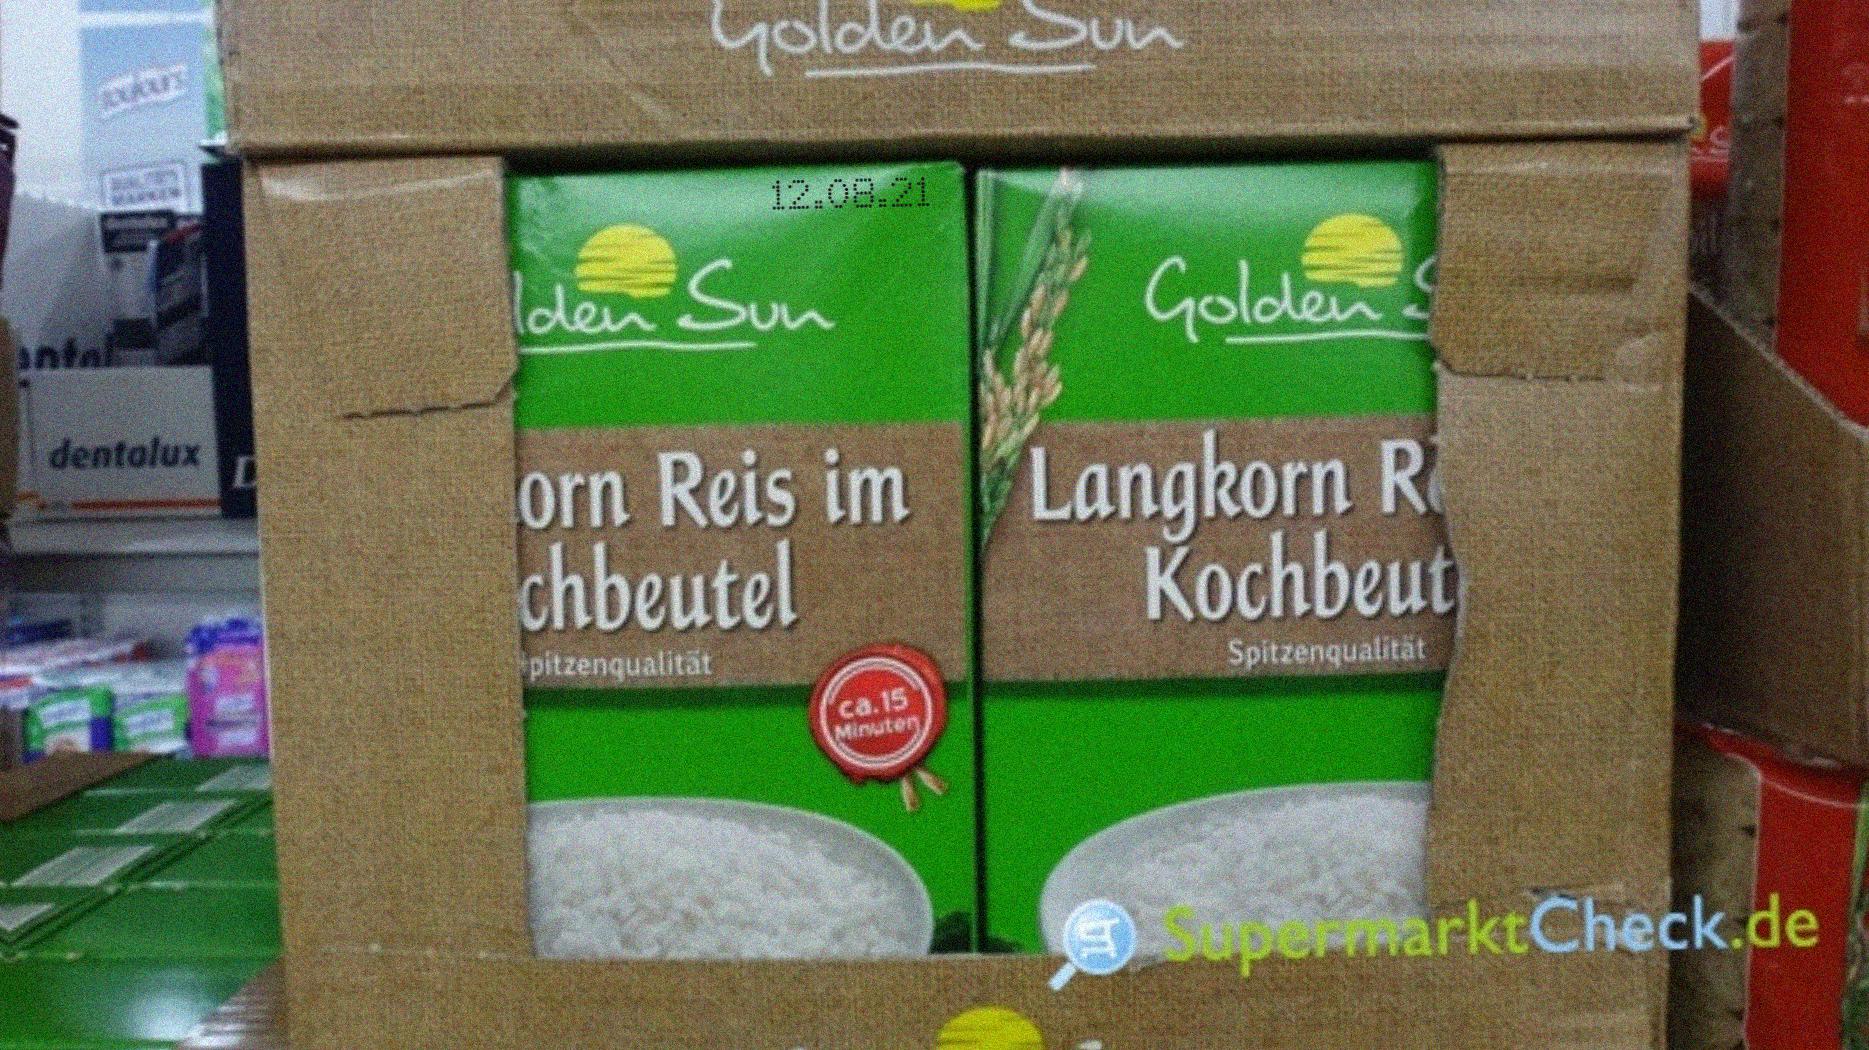 Golden Sun
toujours
12.08.21
lden Sun
Golden S
dentalux
orn Reis im
chbeutel
pitzenqualität
ca. 15
Minuten
Langkorn R
Kochbeut
Spitzenqualität
SupermarktCheck.de